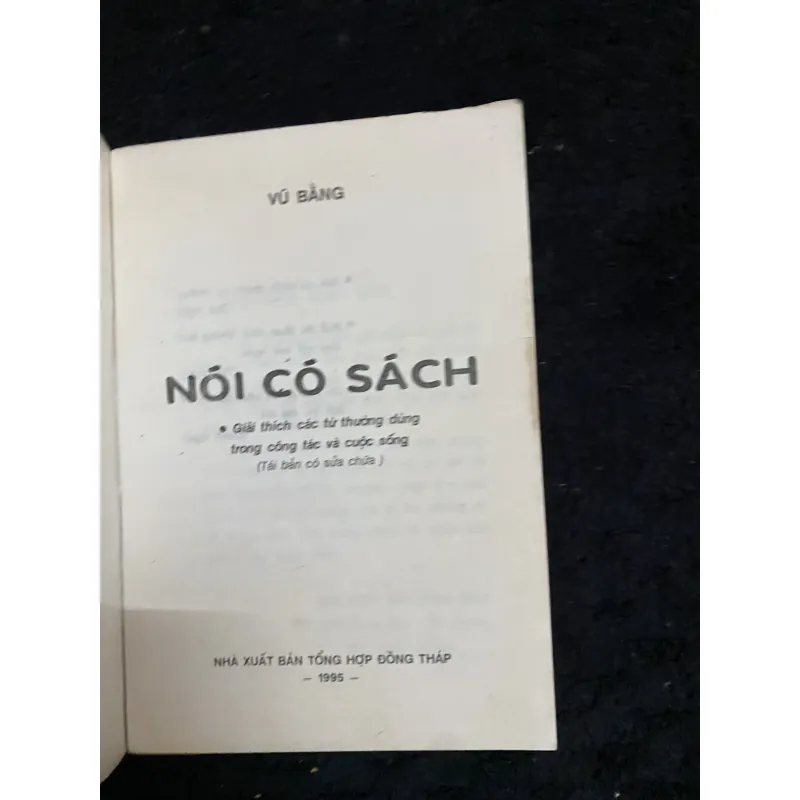 VŨ BẰNG
NÓI CÓ SÁCH
• Giải thích các từ thường dùng
trong công tác và cuộc sống
(Tái bản có sửa chữa)
NHÀ XUẤT BẢN TỔNG HỢP ĐỒNG THÁP
– 1995 –